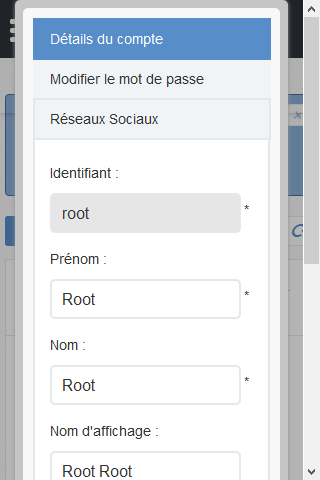 Détails du compte
Modifier le mot de passe
Réseaux Sociaux
Identifiant :
root *
Prénom :
Root *
Nom :
Root *
Nom d'affichage :
Root Root